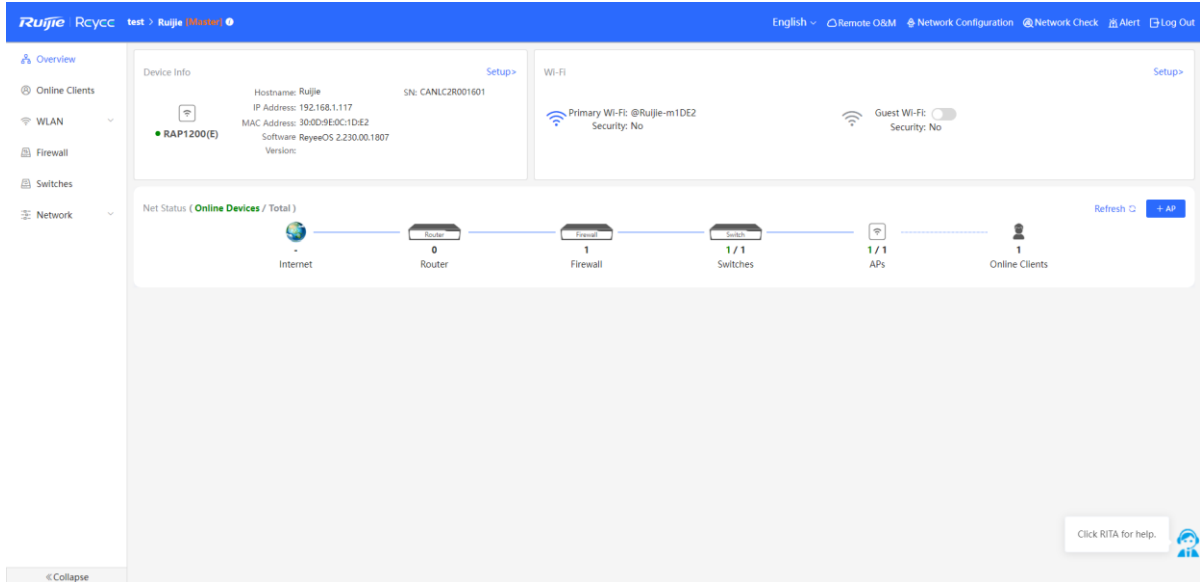 Ruijie Rcycc test > Ruijie [Master] English Remote O&M Network Configuration Network Check Alert Log Out
Overview
Online Clients
WLAN
Firewall
Switches
Network
«Collapse
Device Info Setup>
RAP1200(E)
Hostname: Ruijie SN: CANLC2R001601
IP Address: 192.168.1.117
MAC Address: 30:0D:9E:0C:1D:E2
Software ReyeeOS 2.230.00.1807
Version:
Wi-Fi Setup>
Primary Wi-Fi: @Ruijie-m1DE2
Security: No
Guest Wi-Fi:
Security: No
Net Status ( Online Devices / Total ) Refresh + AP
Router Firewall Switch
- 0 1 1 / 1 1 / 1 1
Internet Router Firewall Switches APs Online Clients
Click RITA for help.